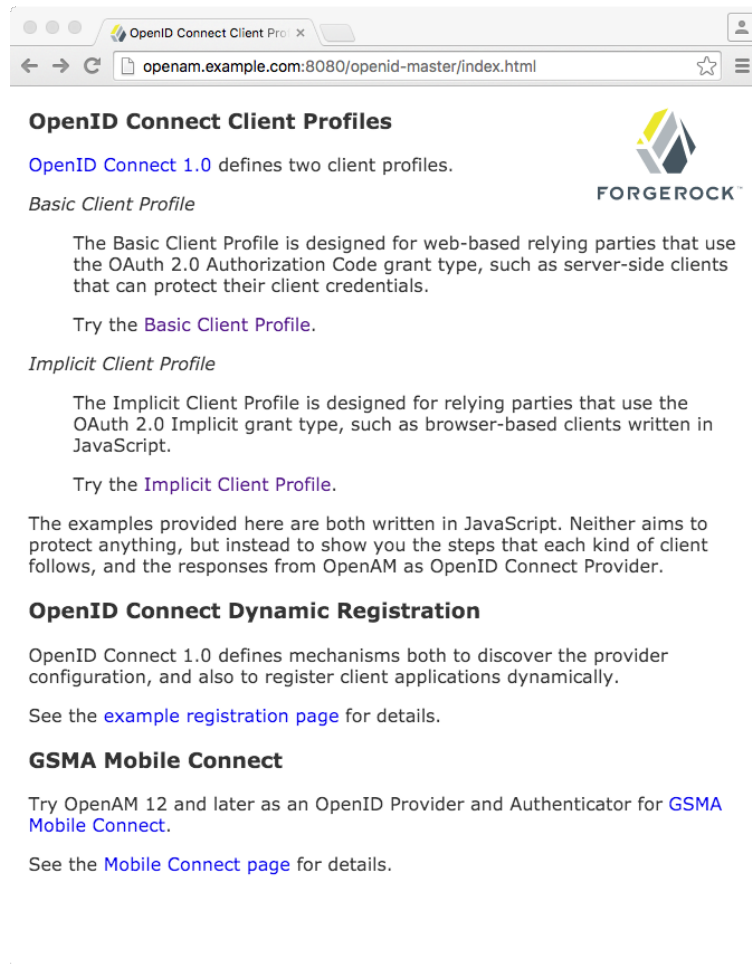 OpenID Connect Client Pro
openam.example.com:8080/openid-master/index.html
OpenID Connect Client Profiles
OpenID Connect 1.0 defines two client profiles.
FORGEROCK™
Basic Client Profile
The Basic Client Profile is designed for web-based relying parties that use
the OAuth 2.0 Authorization Code grant type, such as server-side clients
that can protect their client credentials.
Try the Basic Client Profile.
Implicit Client Profile
The Implicit Client Profile is designed for relying parties that use the
OAuth 2.0 Implicit grant type, such as browser-based clients written in
JavaScript.
Try the Implicit Client Profile.
The examples provided here are both written in JavaScript. Neither aims to
protect anything, but instead to show you the steps that each kind of client
follows, and the responses from OpenAM as OpenID Connect Provider.
OpenID Connect Dynamic Registration
OpenID Connect 1.0 defines mechanisms both to discover the provider
configuration, and also to register client applications dynamically.
See the example registration page for details.
GSMA Mobile Connect
Try OpenAM 12 and later as an OpenID Provider and Authenticator for GSMA
Mobile Connect.
See the Mobile Connect page for details.